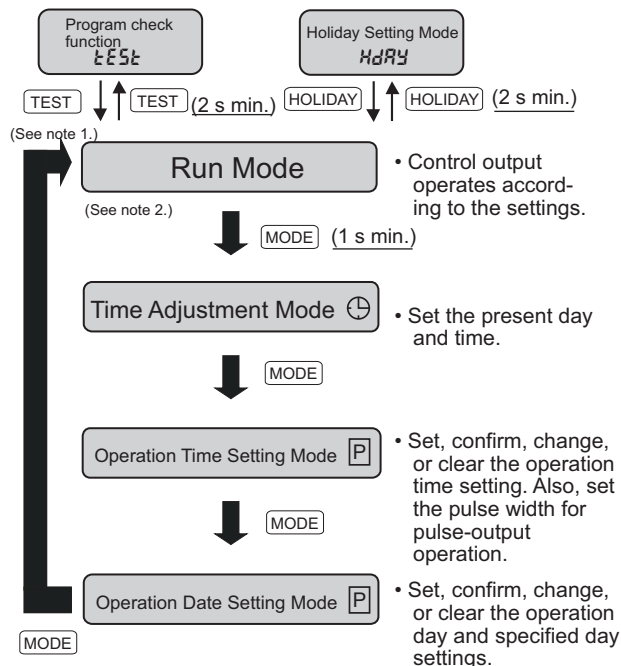 Program check
function
tESt
Holiday Setting Mode
HdAY
TEST
TEST (2 s min.)
HOLIDAY
HOLIDAY (2 s min.)
(See note 1.)
Run Mode
(See note 2.)
• Control output
operates accord-
ing to the settings.
MODE (1 s min.)
Time Adjustment Mode
• Set the present day
and time.
MODE
Operation Time Setting Mode P
• Set, confirm, change,
or clear the operation
time setting. Also, set
the pulse width for
pulse-output
operation.
MODE
Operation Date Setting Mode P
• Set, confirm, change,
or clear the operation
day and specified day
settings.
MODE